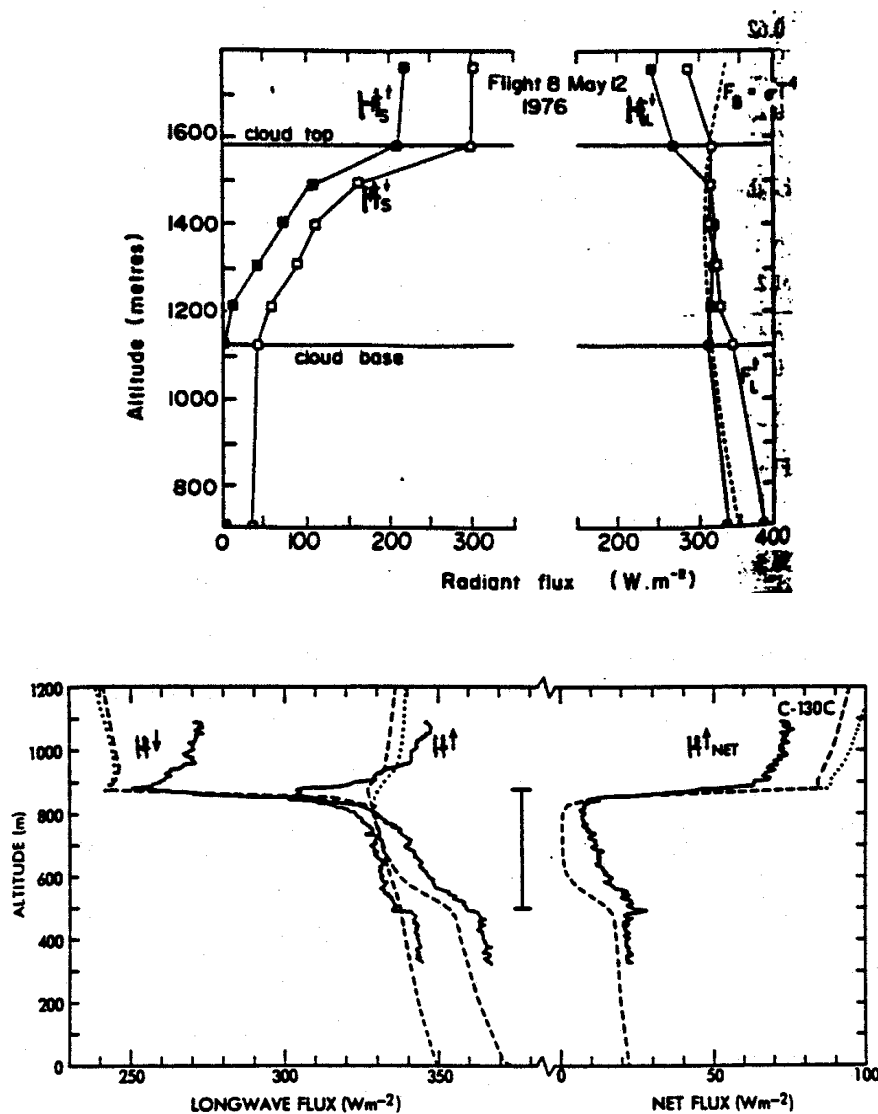 Flight 8 May 12
1976
cloud top
cloud base
1600
1400
1200
1000
800
Altitude (metres)
0 100 200 300 200 300 400
Radiant flux (W.m⁻²)
1200
1000
800
600
400
200
0
ALTITUDE (m)
C-130C
NET
250 300 350 0 50 100
LONGWAVE FLUX (Wm⁻²) NET FLUX (Wm⁻²)